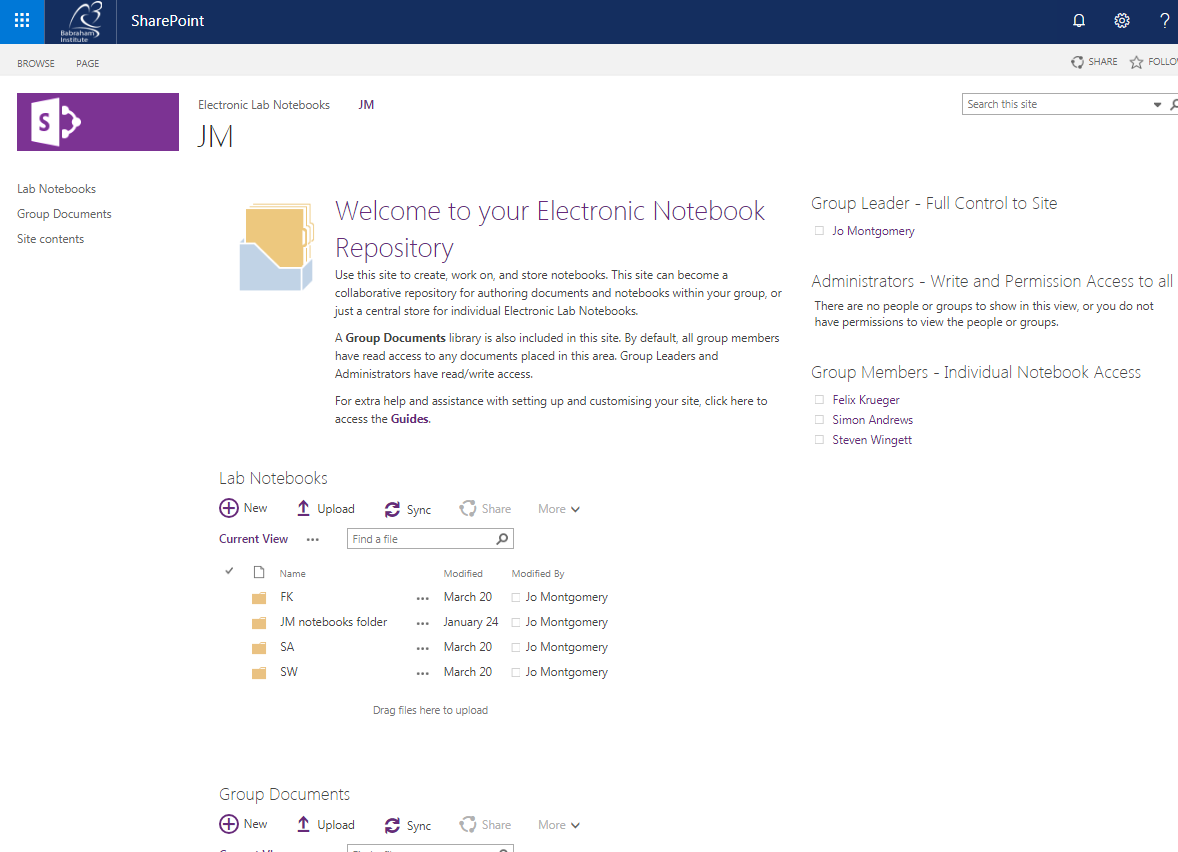 Babraham
Institute
SharePoint
BROWSE PAGE
SHARE
Electronic Lab Notebooks JM
Search this site
JM
Lab Notebooks
Group Documents
Site contents
Welcome to your Electronic Notebook
Repository
Use this site to create, work on, and store notebooks. This site can become a
collaborative repository for authoring documents and notebooks within your group, or
just a central store for individual Electronic Lab Notebooks.
A Group Documents library is also included in this site. By default, all group members
have read access to any documents placed in this area. Group Leaders and
Administrators have read/write access.
For extra help and assistance with setting up and customising your site, click here to
access the Guides.
Group Leader - Full Control to Site
Jo Montgomery
Administrators - Write and Permission Access to all
There are no people or groups to show in this view, or you do not
have permissions to view the people or groups.
Group Members - Individual Notebook Access
Felix Krueger
Simon Andrews
Steven Wingett
Lab Notebooks
New Upload Sync Share More
Current View ... Find a file
Name Modified Modified By
FK ... March 20 Jo Montgomery
JM notebooks folder ... January 24 Jo Montgomery
SA ... March 20 Jo Montgomery
SW ... March 20 Jo Montgomery
Drag files here to upload
Group Documents
New Upload Sync Share More